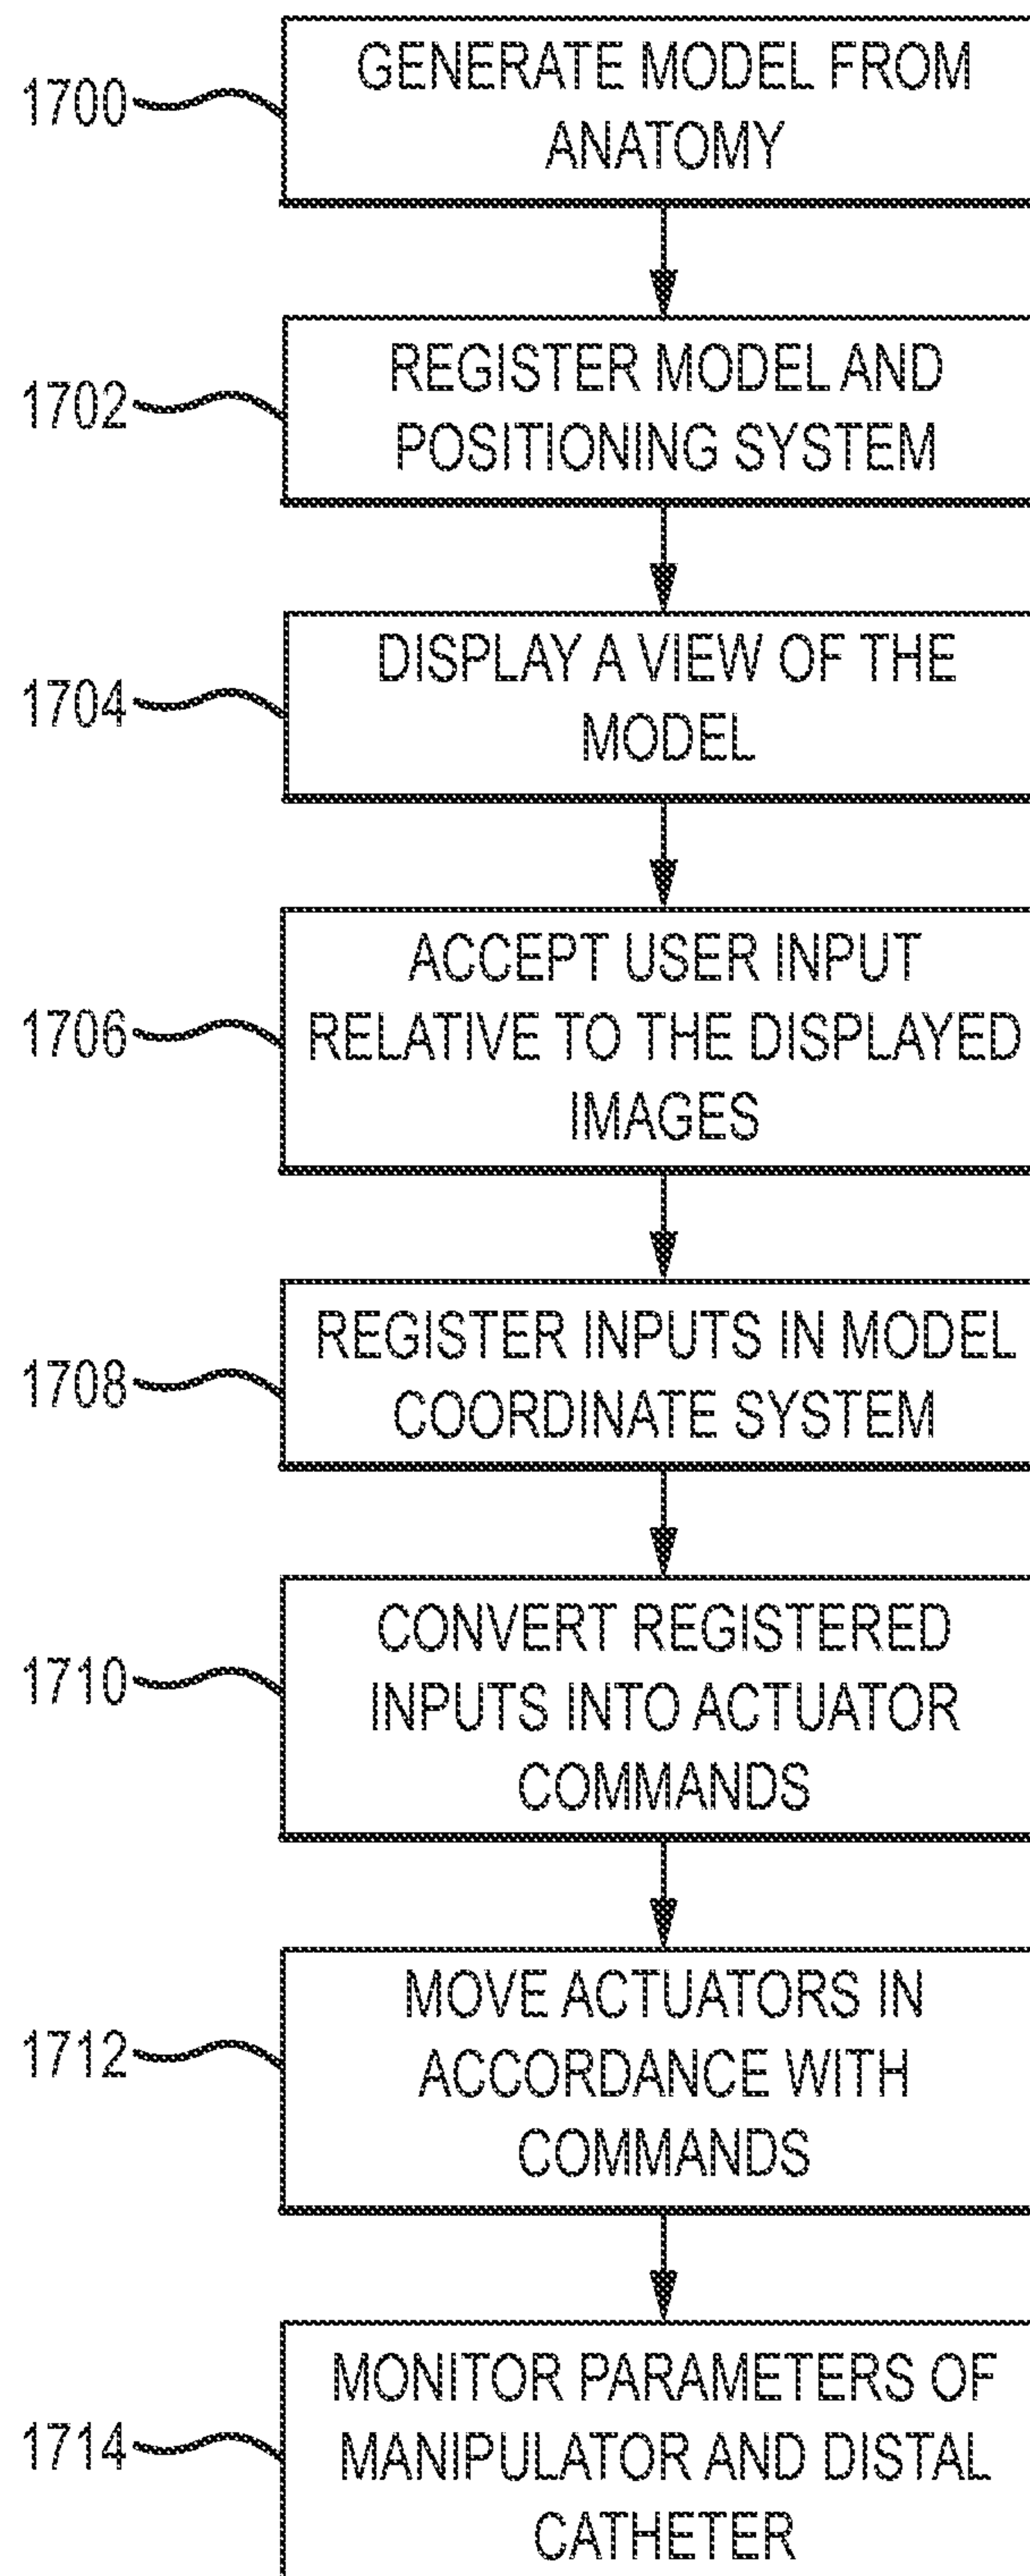 1700
GENERATE MODEL FROM
ANATOMY
1702
REGISTER MODEL AND
POSITIONING SYSTEM
1704
DISPLAY A VIEW OF THE
MODEL
1706
ACCEPT USER INPUT
RELATIVE TO THE DISPLAYED
IMAGES
1708
REGISTER INPUTS IN MODEL
COORDINATE SYSTEM
1710
CONVERT REGISTERED
INPUTS INTO ACTUATOR
COMMANDS
1712
MOVE ACTUATORS IN
ACCORDANCE WITH
COMMANDS
1714
MONITOR PARAMETERS OF
MANIPULATOR AND DISTAL
CATHETER